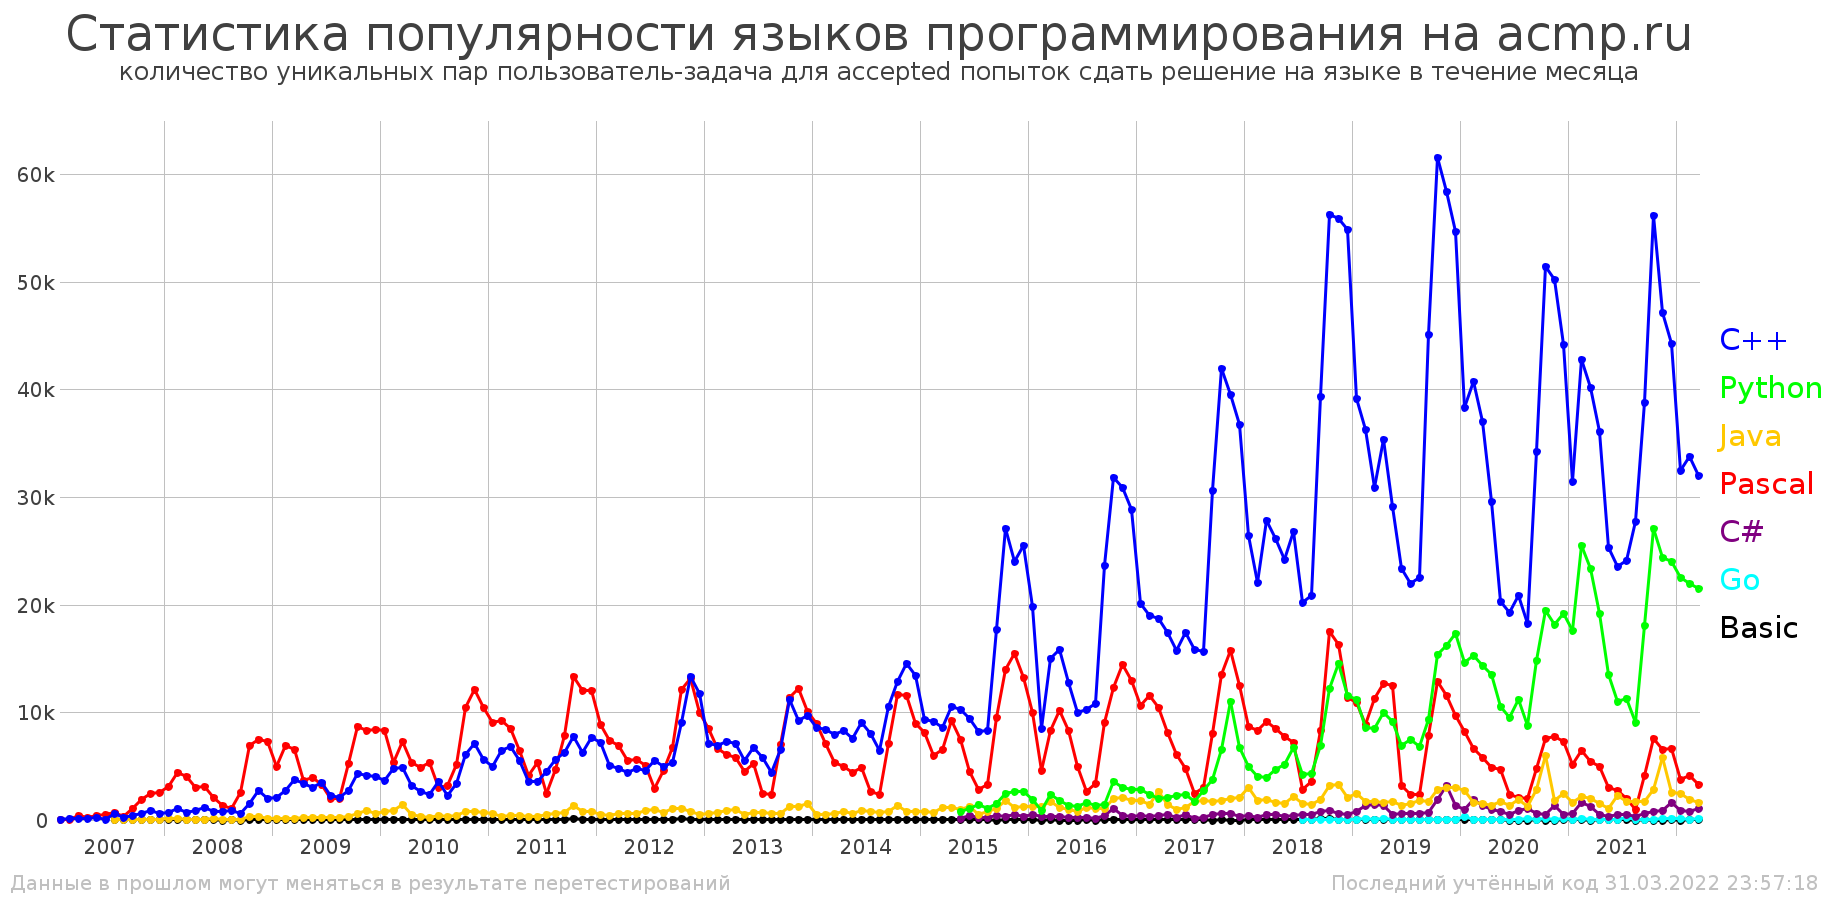 Статистика популярности языков программирования на acmp.ru
количество уникальных пар пользователь-задача для accepted попыток сдать решение на языке в течение месяца
60k
50k
40k
30k
20k
10k
0
C++
Python
Java
Pascal
C#
Go
Basic
2007 2008 2009 2010 2011 2012 2013 2014 2015 2016 2017 2018 2019 2020 2021
Данные в прошлом могут меняться в результате перетестирований
Последний учтённый код 31.03.2022 23:57:18